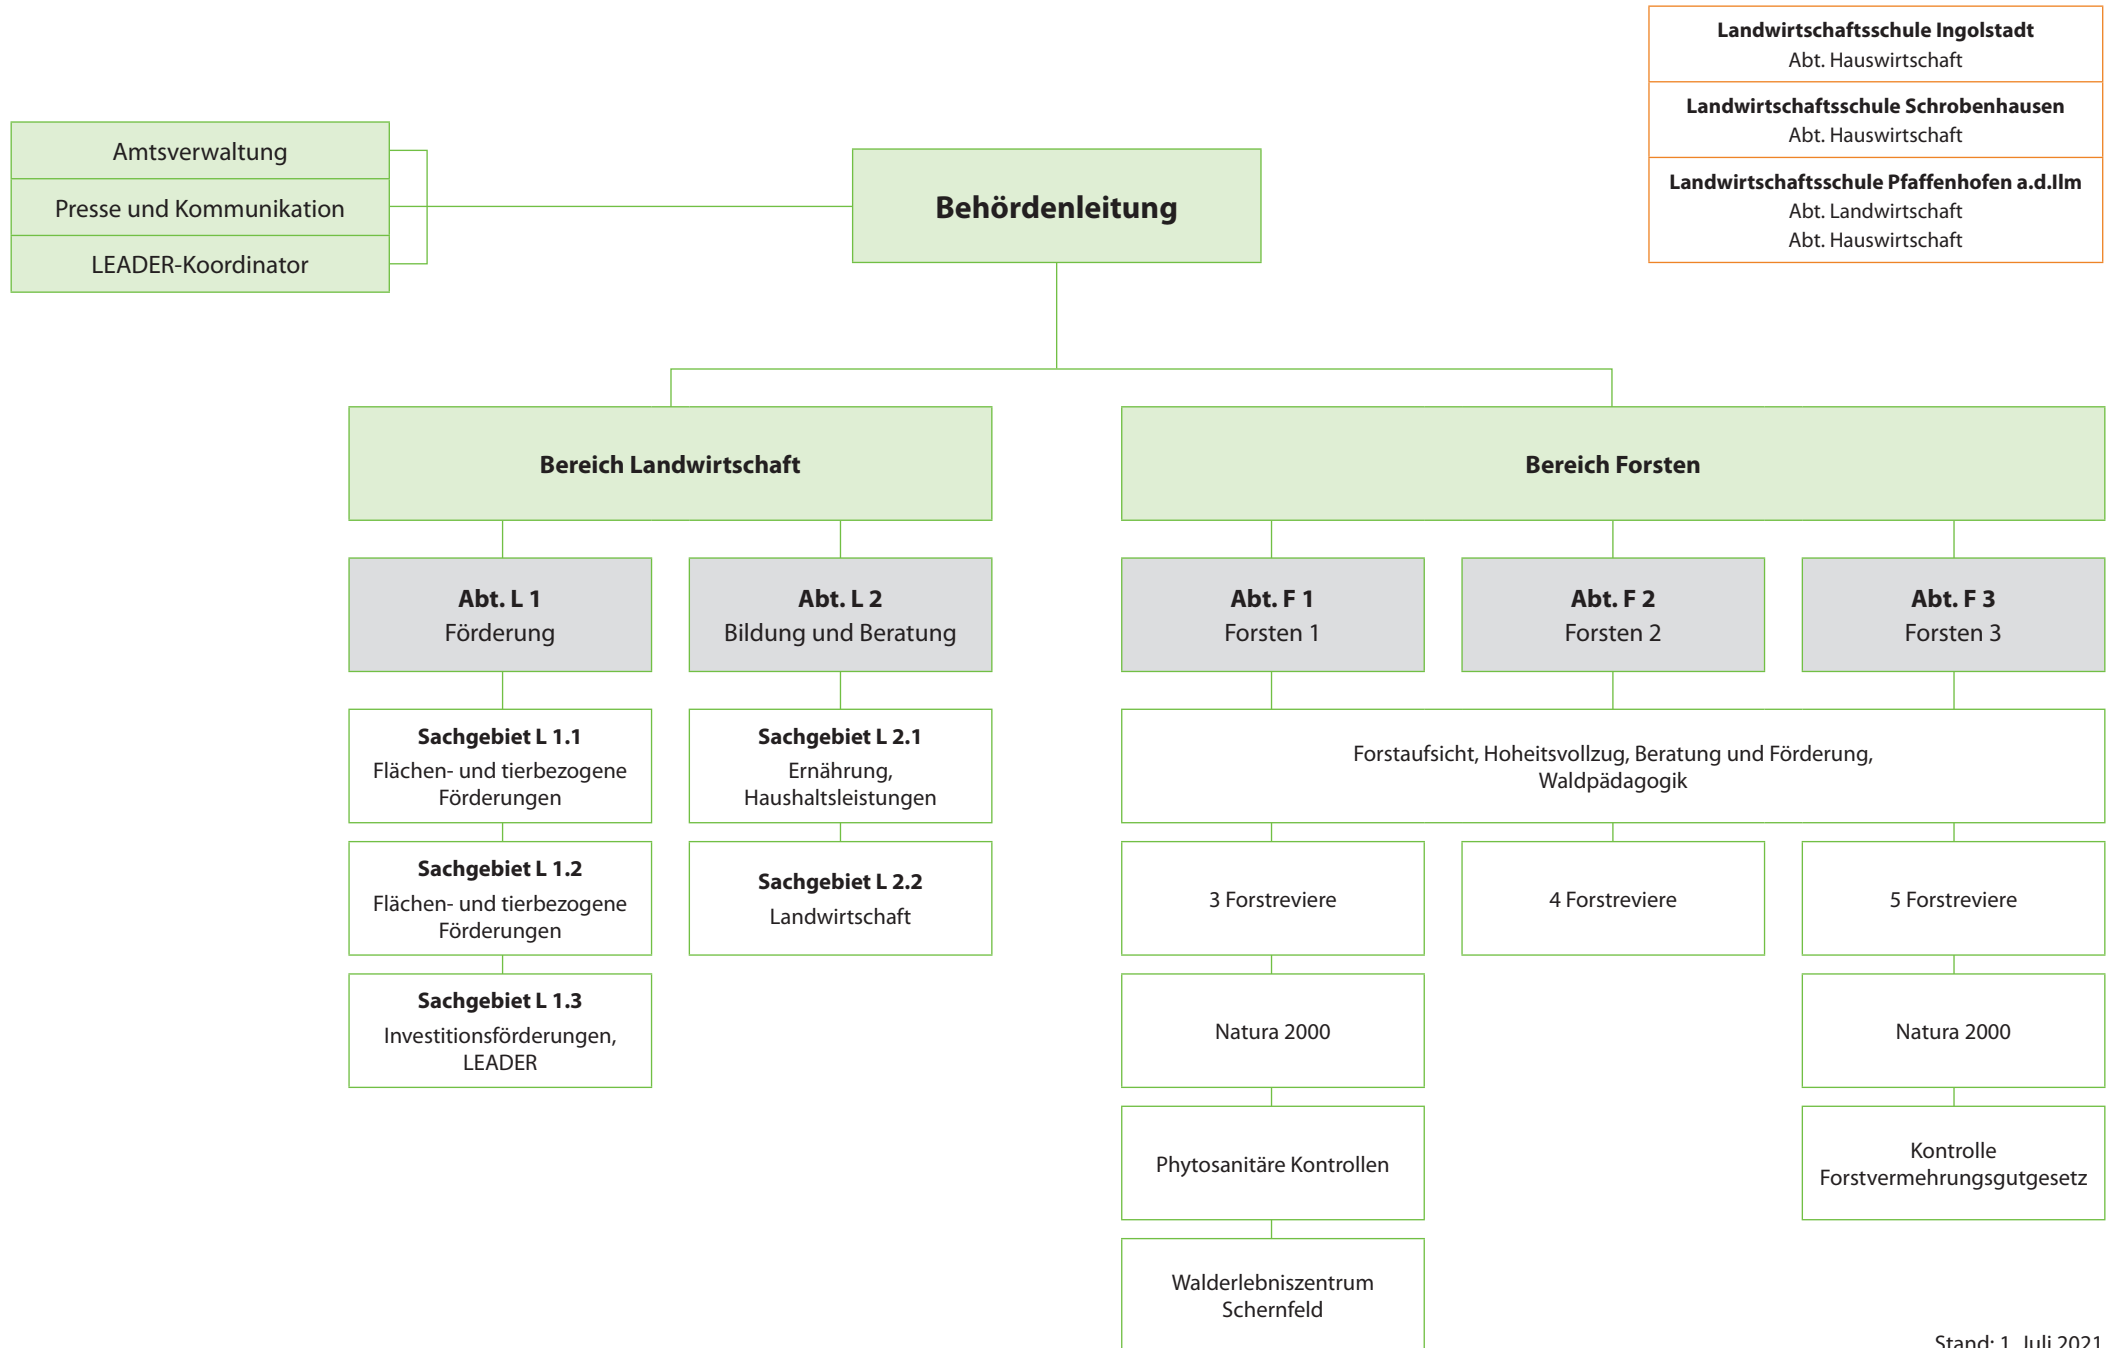 Landwirtschaftsschule Ingolstadt
Abt. Hauswirtschaft
Landwirtschaftsschule Schrobenhausen
Abt. Hauswirtschaft
Landwirtschaftsschule Pfaffenhofen a.d.Ilm
Abt. Landwirtschaft
Abt. Hauswirtschaft
Amtsverwaltung
Presse und Kommunikation
LEADER-Koordinator
Behördenleitung
Bereich Landwirtschaft
Abt. L 1
Förderung
Sachgebiet L 1.1
Flächen- und tierbezogene
Förderungen
Sachgebiet L 1.2
Flächen- und tierbezogene
Förderungen
Sachgebiet L 1.3
Investitionsförderungen,
LEADER
Abt. L 2
Bildung und Beratung
Sachgebiet L 2.1
Ernährung,
Haushaltsleistungen
Sachgebiet L 2.2
Landwirtschaft
Bereich Forsten
Abt. F 1
Forsten 1
Abt. F 2
Forsten 2
Abt. F 3
Forsten 3
Forstaufsicht, Hoheitsvollzug, Beratung und Förderung,
Waldpädagogik
3 Forstreviere
Natura 2000
Phytosanitäre Kontrollen
Walderlebniszentrum
Schernfeld
4 Forstreviere
5 Forstreviere
Natura 2000
Kontrolle
Forstvermehrungsgutgesetz
Stand: 1. Juli 2021